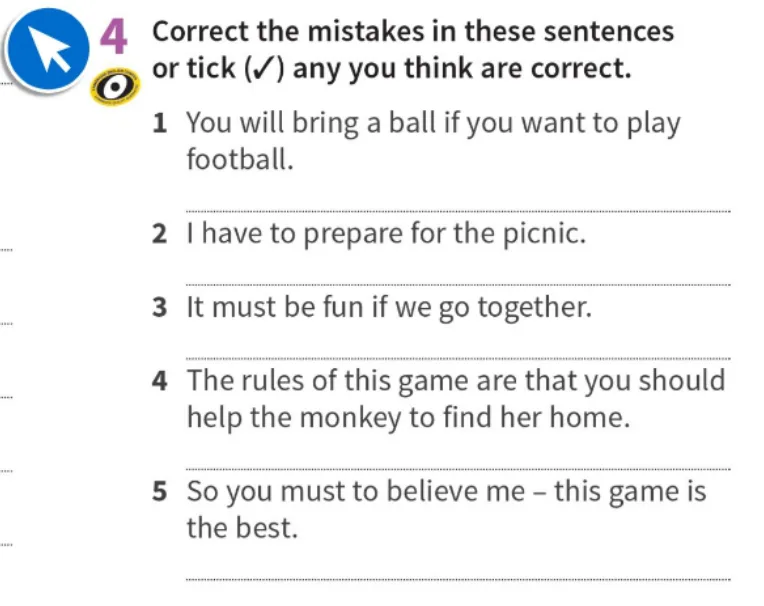 4 Correct the mistakes in these sentences
or tick (✓) any you think are correct.
1 You will bring a ball if you want to play
football.
2 I have to prepare for the picnic.
3 It must be fun if we go together.
4 The rules of this game are that you should
help the monkey to find her home.
5 So you must to believe me – this game is
the best.